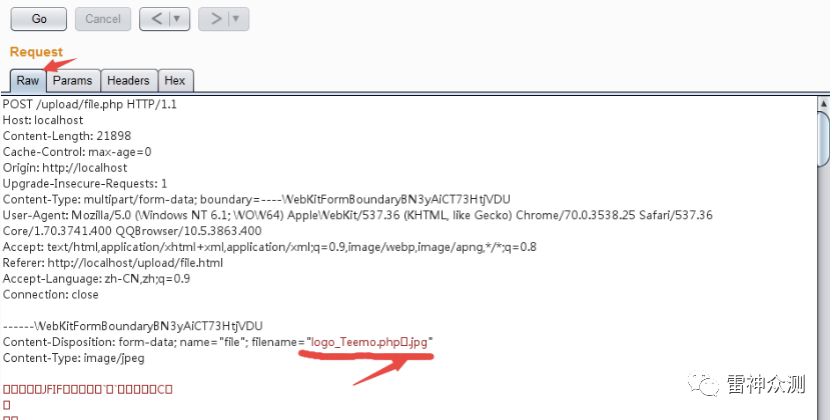 Go Cancel < ▼ > ▼
Request
Raw Params Headers Hex
POST /upload/file.php HTTP/1.1
Host: localhost
Content-Length: 21898
Cache-Control: max-age=0
Origin: http://localhost
Upgrade-Insecure-Requests: 1
Content-Type: multipart/form-data; boundary=----WebKitFormBoundaryBN3yAiCT73HtjVDU
User-Agent: Mozilla/5.0 (Windows NT 6.1; WOW64) AppleWebKit/537.36 (KHTML, like Gecko) Chrome/70.0.3538.25 Safari/537.36
Core/1.70.3741.400 QQBrowser/10.5.3863.400
Accept: text/html,application/xhtml+xml,application/xml;q=0.9,image/webp,image/apng,*/*;q=0.8
Referer: http://localhost/upload/file.html
Accept-Language: zh-CN,zh;q=0.9
Connection: close
------WebKitFormBoundaryBN3yAiCT73HtjVDU
Content-Disposition: form-data; name="file"; filename="logo_Teemo.php□.jpg"
Content-Type: image/jpeg
□□□□□JFIF□□□□□`□`□□□□□□C□
□
□□
雷神众测